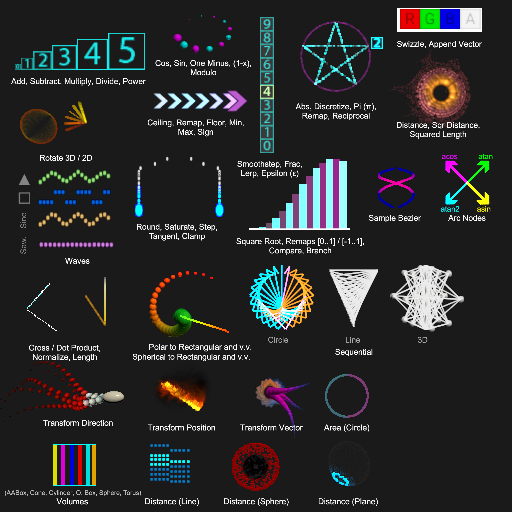 1 2 3 4 5
Add, Subtract, Multiply, Divide, Power
Cos, Sin, One Minus, (1-x),
Modulo
9
8
7
6
5
4
3
2
1
0
2
Abs, Discretize, Pi (π),
Remap, Reciprocal
R G B A
Swizzle, Append Vector
Ceiling, Remap, Floor, Min,
Max, Sign
Distance, Sqr Distance,
Squared Length
Rotate 3D / 2D
Saw, Sine
Waves
Round, Saturate, Step,
Tangent, Clamp
Smoothstep, Frac,
Lerp, Epsilon (ε)
Square Root, Remaps [0..1] / [-1..1],
Compare, Branch
Sample Bezier
acos
atan
atan2
asin
Arc Nodes
Cross / Dot Product,
Normalize, Length
Polar to Rectangular and v.v.
Spherical to Rectangular and v.v.
Circle
Line
3D
Sequential
Transform Direction
Transform Position
Transform Vector
Area (Circle)
(AABox, Cone, Cylinder, O. Box, Sphere, Torus)
Volumes
Distance (Line)
Distance (Sphere)
Distance (Plane)